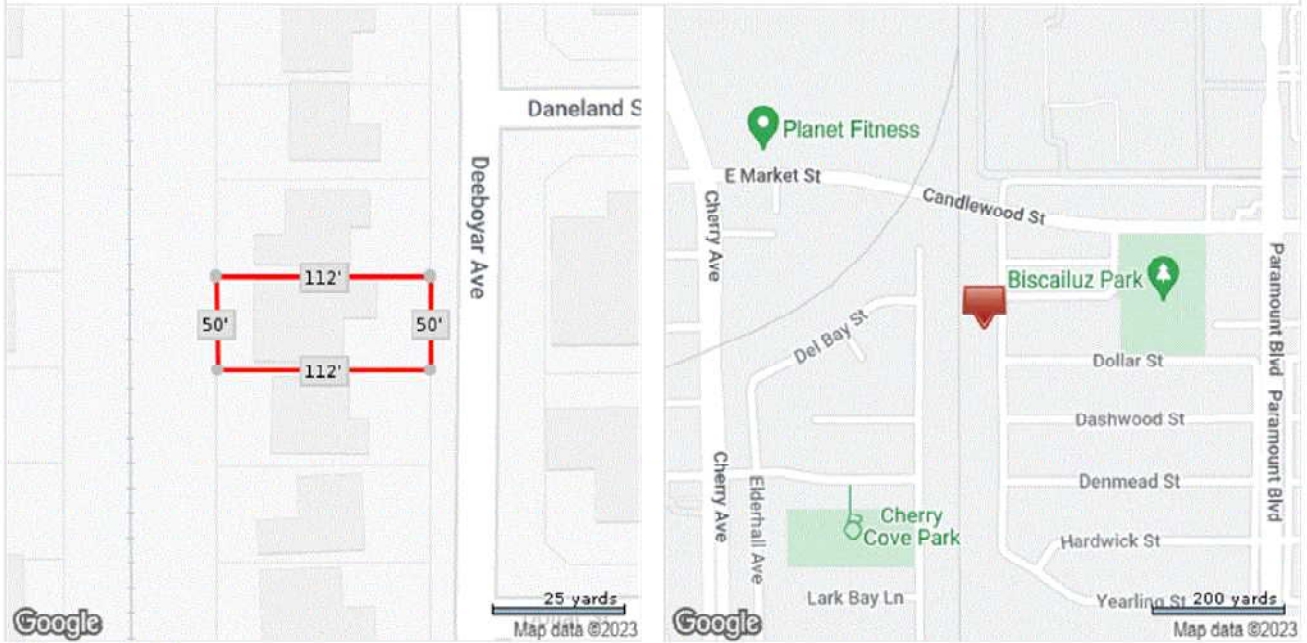 Daneland S
Deeboyar Ave
112'
50'
50'
112'
25 yards
Google
Map data ©2023
Planet Fitness
E Market St
Candlewood St
Cherry Ave
Biscailuz Park
Paramount Blvd
Del Bay St
Dollar St
Dashwood St
Paramount Blvd
Cherry Ave
Elderhall Ave
Denmead St
Cherry
Cove Park
Hardwick St
Lark Bay Ln
Yearling St
200 yards
Google
Map data ©2023